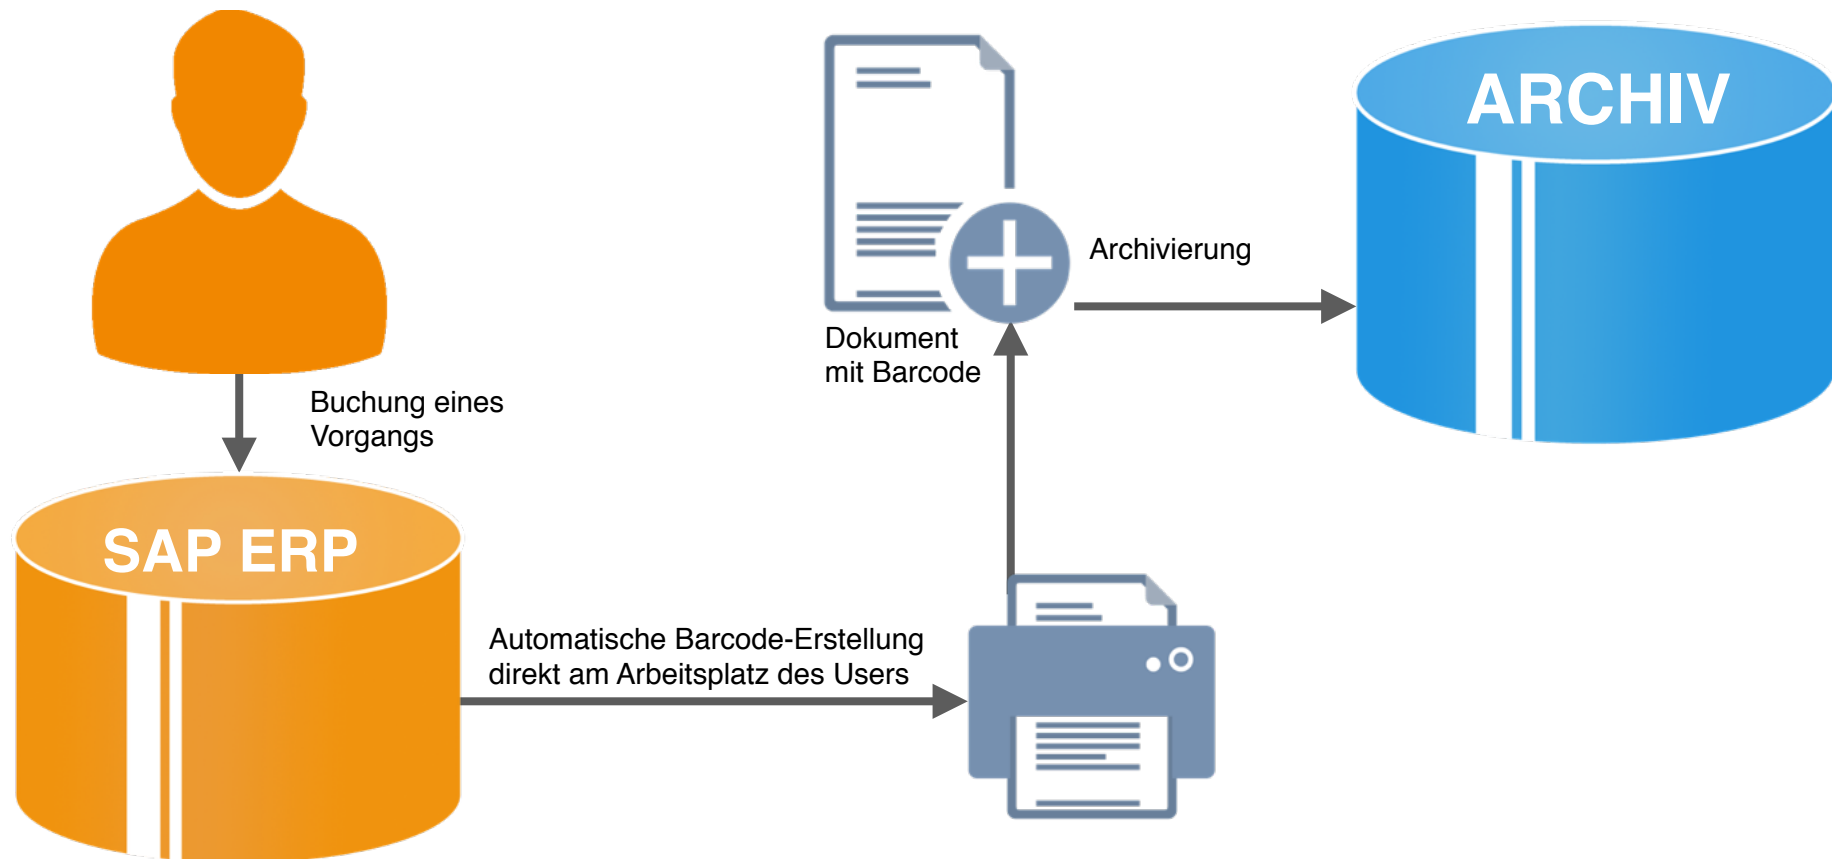 ARCHIV
Archivierung
Dokument
mit Barcode
Buchung eines
Vorgangs
SAP ERP
Automatische Barcode-Erstellung
direkt am Arbeitsplatz des Users